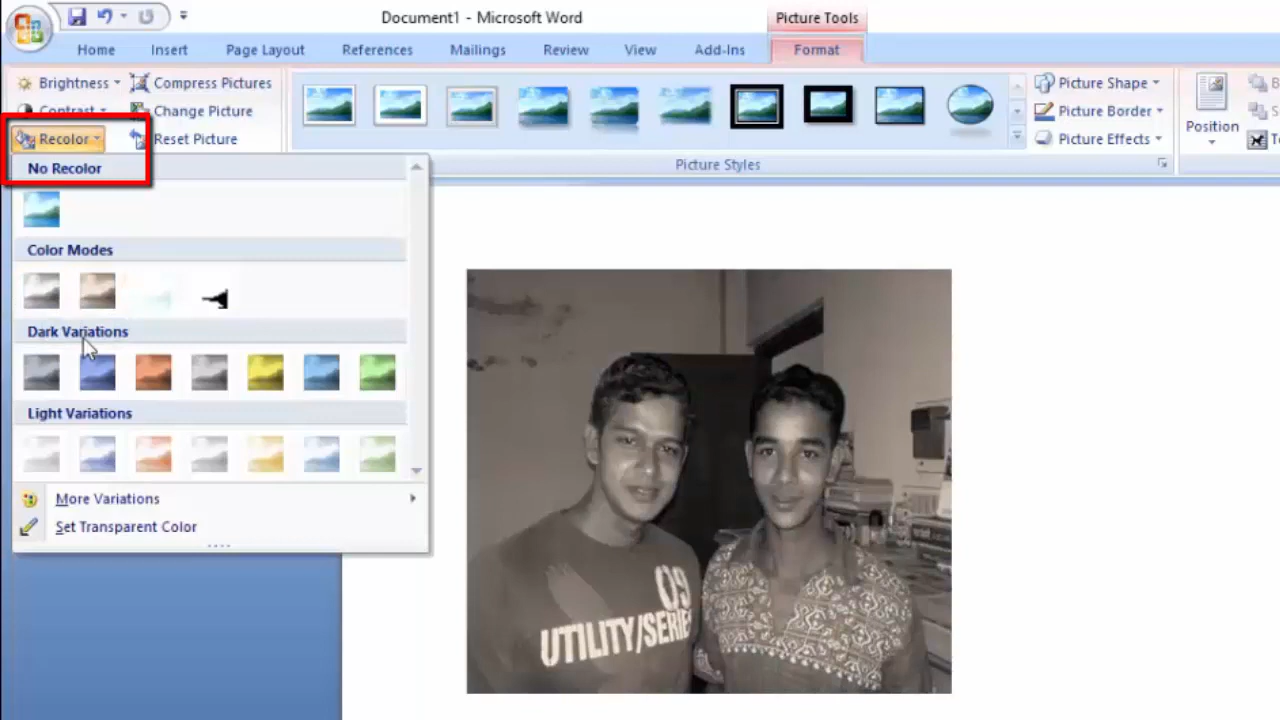 Document1 - Microsoft Word
Picture Tools
Home Insert Page Layout References Mailings Review View Add-Ins Format
Brightness Compress Pictures Picture Shape
Contrast Change Picture Picture Border
Recolor Reset Picture Position Picture Effects
Picture Styles
No Recolor
Color Modes
Dark Variations
Light Variations
More Variations
Set Transparent Color
09
UTILITY/SERIE